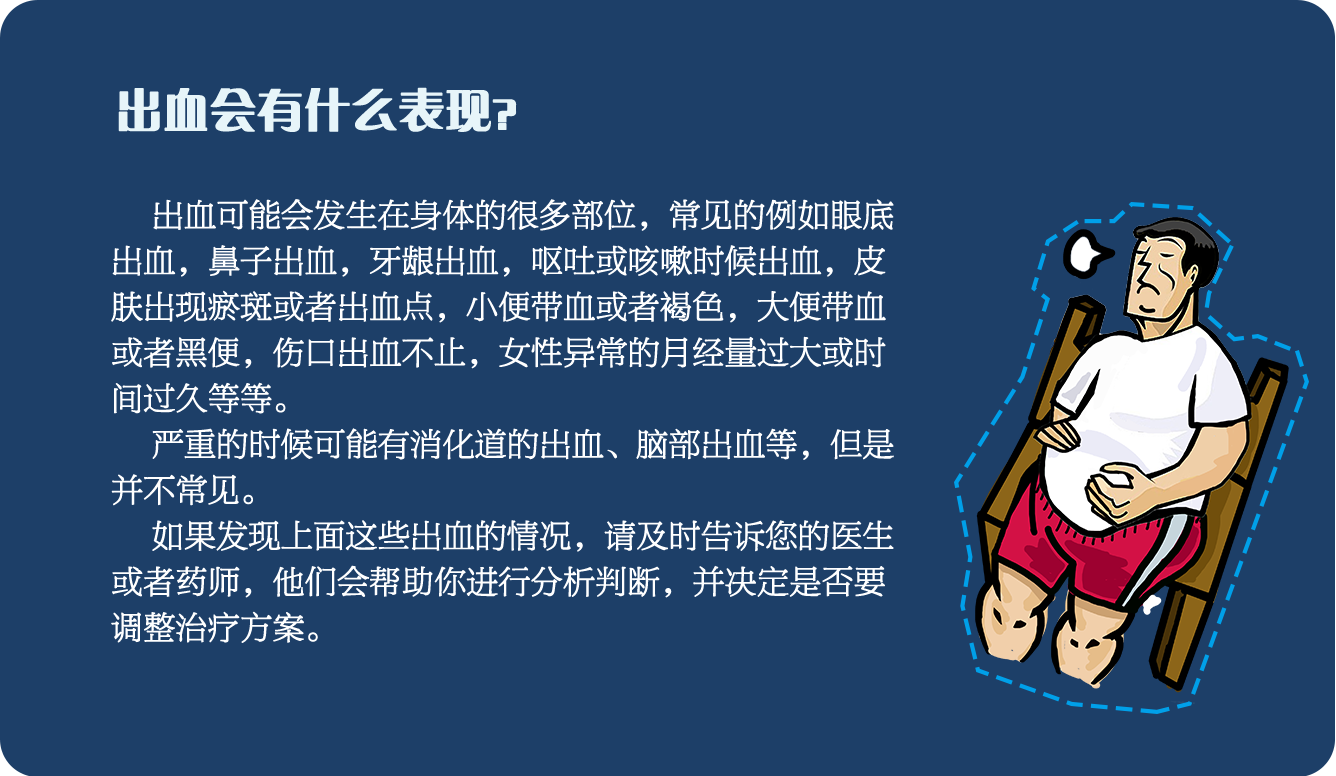 出血会有什么表现?
出血可能会发生在身体的很多部位，常见的例如眼底
出血，鼻子出血，牙龈出血，呕吐或咳嗽时候出血，皮
肤出现瘀斑或者出血点，小便带血或者褐色，大便带血
或者黑便，伤口出血不止，女性异常的月经量过大或时
间过久等等。
严重的时候可能有消化道的出血、脑部出血等，但是
并不常见。
如果发现上面这些出血的情况，请及时告诉您的医生
或者药师，他们会帮助你进行分析判断，并决定是否要
调整治疗方案。